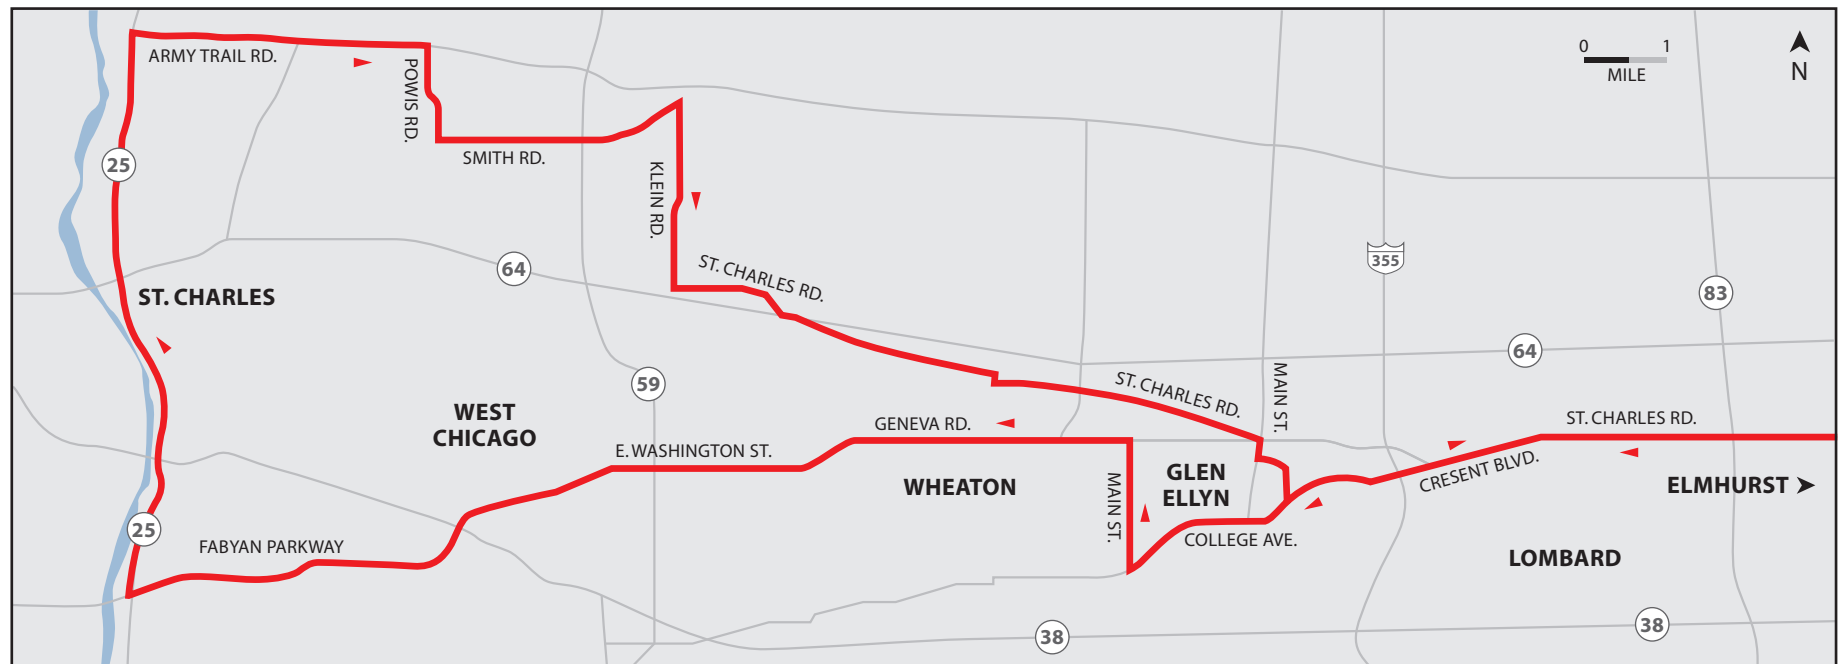 ARMY TRAIL RD.
POWIS RD.
0 1
MILE
N
25
SMITH RD.
KLEIN RD.
64
ST. CHARLES RD.
355
83
ST. CHARLES
64
59
MAIN ST.
ST. CHARLES RD.
WEST
CHICAGO
GENEVA RD.
ST. CHARLES RD.
E. WASHINGTON ST.
WHEATON
MAIN ST.
GLEN
ELLYN
CRESENT BLVD.
ELMHURST
25
FABYAN PARKWAY
COLLEGE AVE.
LOMBARD
38
38